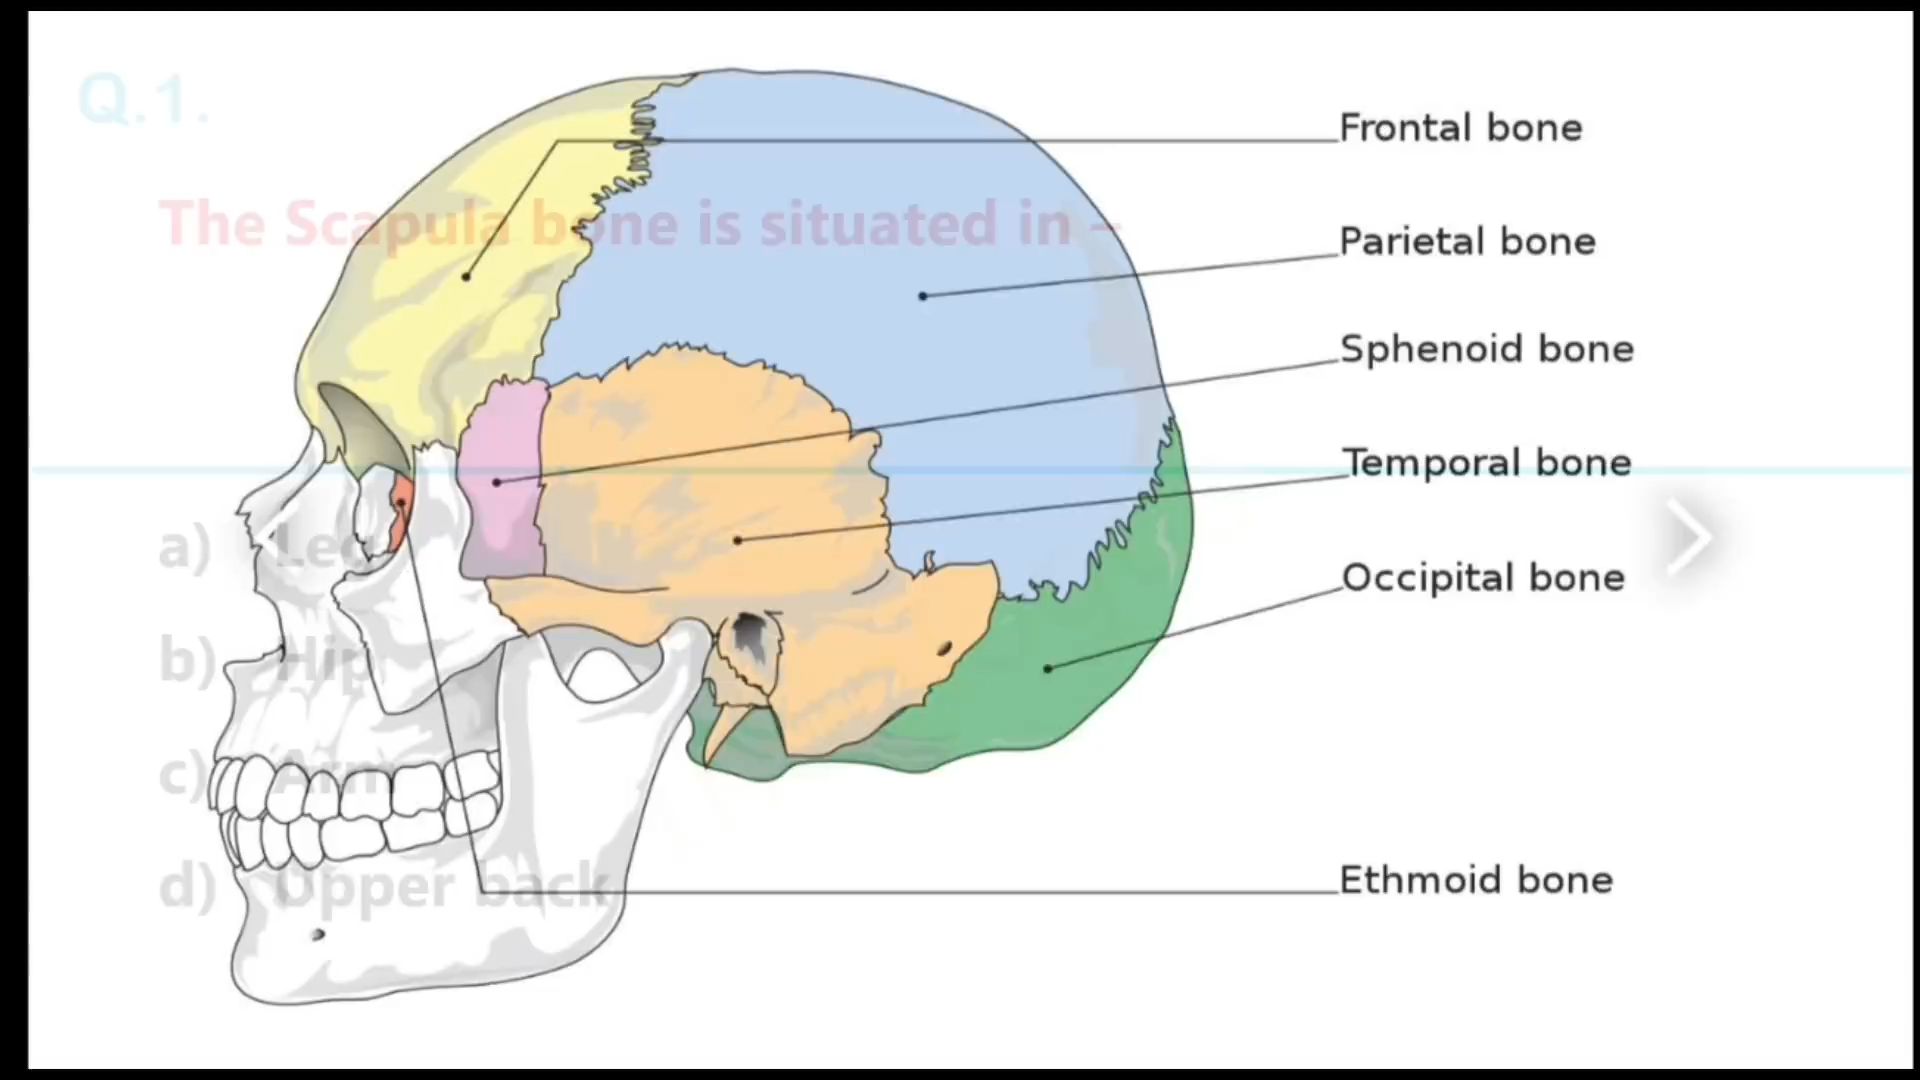 Q.1.
The Scapula bone is situated in -
a) Leg
b) Hip
c) Arm
d) Upper back
Frontal bone
Parietal bone
Sphenoid bone
Temporal bone
Occipital bone
Ethmoid bone